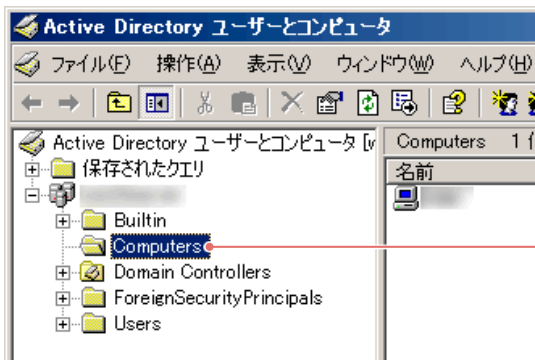 Active Directory ユーザーとコンピュータ
ファイル(F) 操作(A) 表示(V) ウィンドウ(W) ヘルプ(H)
Active Directory ユーザーとコンピュータ [v
Computers 1 f
保存されたクエリ
名前
Builtin
Computers
Domain Controllers
ForeignSecurityPrincipals
Users